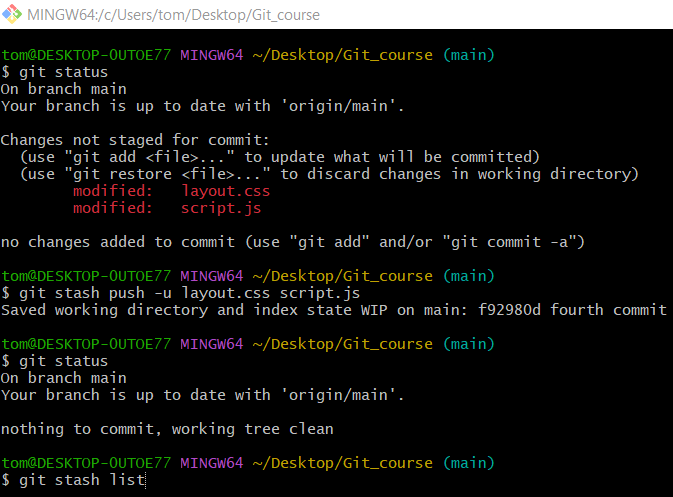 MINGW64:/c/Users/tom/Desktop/Git_course
tom@DESKTOP-OUTOE77 MINGW64 ~/Desktop/Git_course (main)
$ git status
On branch main
Your branch is up to date with 'origin/main'.
Changes not staged for commit:
  (use "git add <file>..." to update what will be committed)
  (use "git restore <file>..." to discard changes in working directory)
        modified:   layout.css
        modified:   script.js
no changes added to commit (use "git add" and/or "git commit -a")
tom@DESKTOP-OUTOE77 MINGW64 ~/Desktop/Git_course (main)
$ git stash push -u layout.css script.js
Saved working directory and index state WIP on main: f92980d fourth commit
tom@DESKTOP-OUTOE77 MINGW64 ~/Desktop/Git_course (main)
$ git status
On branch main
Your branch is up to date with 'origin/main'.
nothing to commit, working tree clean
tom@DESKTOP-OUTOE77 MINGW64 ~/Desktop/Git_course (main)
$ git stash list